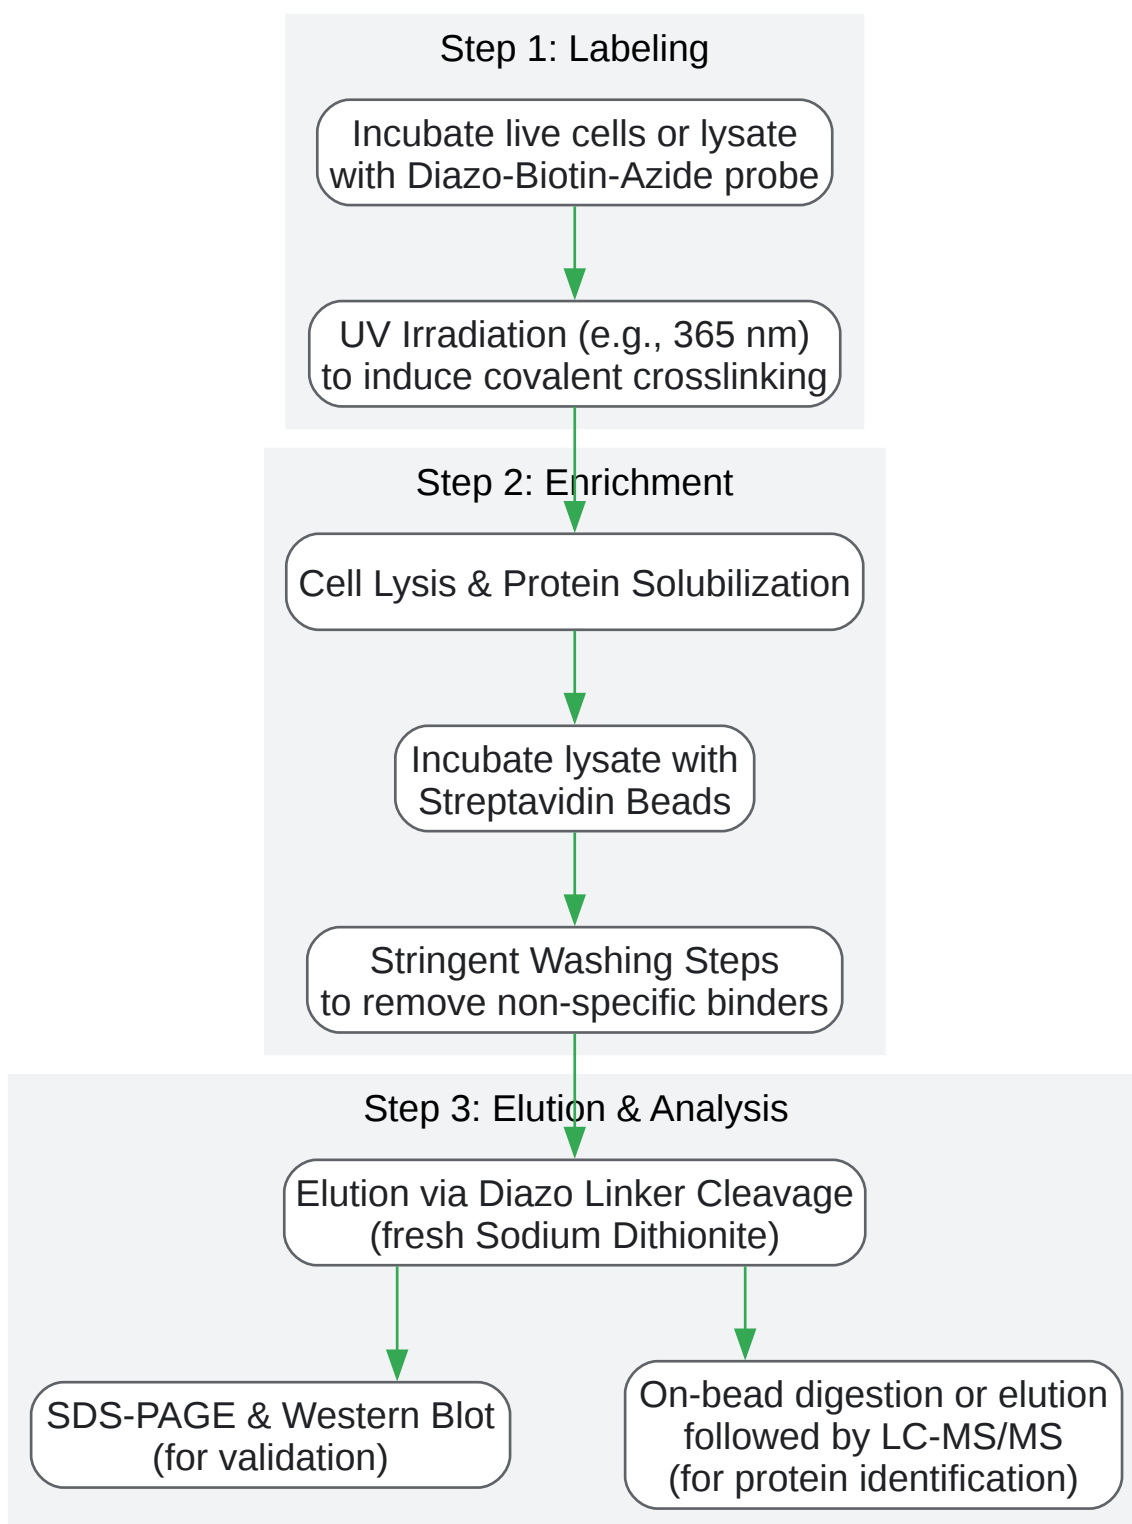 Step 1: Labeling
Incubate live cells or lysate
with Diazo-Biotin-Azide probe
UV Irradiation (e.g., 365 nm)
to induce covalent crosslinking
Step 2: Enrichment
Cell Lysis & Protein Solubilization
Incubate lysate with
Streptavidin Beads
Stringent Washing Steps
to remove non-specific binders
Step 3: Elution & Analysis
Elution via Diazo Linker Cleavage
(fresh Sodium Dithionite)
SDS-PAGE & Western Blot
(for validation)
On-bead digestion or elution
followed by LC-MS/MS
(for protein identification)